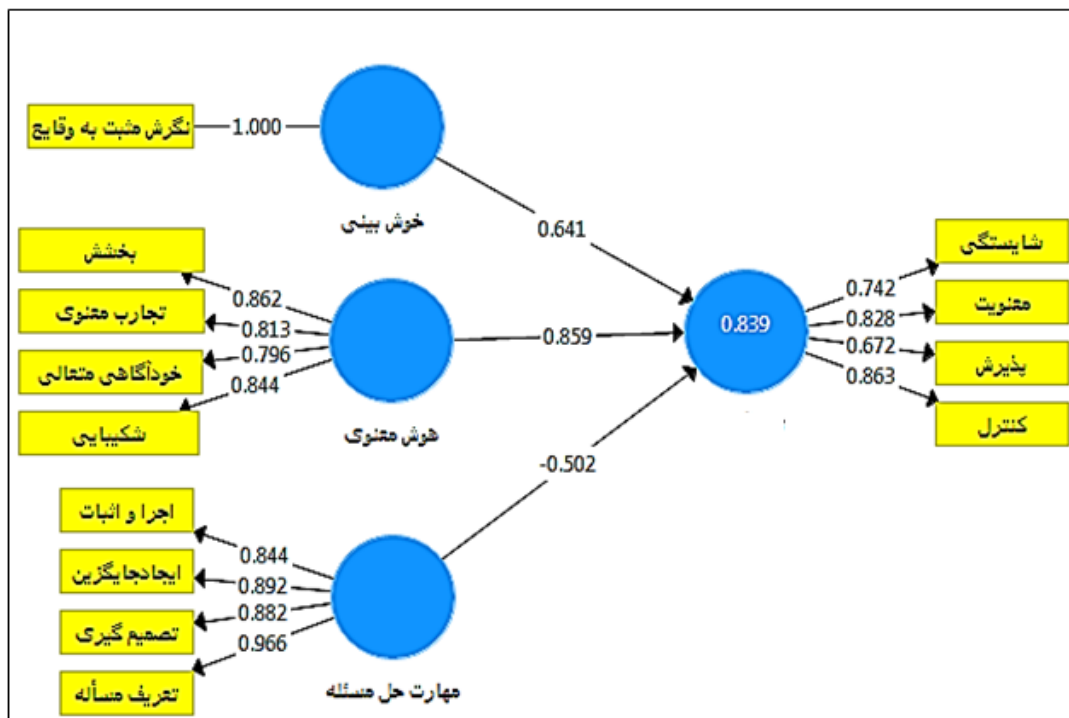 نگرش مثبت به وقایع
1.000
خوش بینی
0.641
بخشش
تجارب معنوی
خودآگاهی متعالی
شکیبایی
0.862
0.813
0.796
0.844
هوش معنوی
0.859
0.839
شایستگی
معنویت
پذیرش
کنترل
0.742
0.828
0.672
0.863
-0.502
اجرا و اثبات
ایجادجایگزین
تصمیم گیری
تعریف مسأله
0.844
0.892
0.882
0.966
مهارت حل مسئله